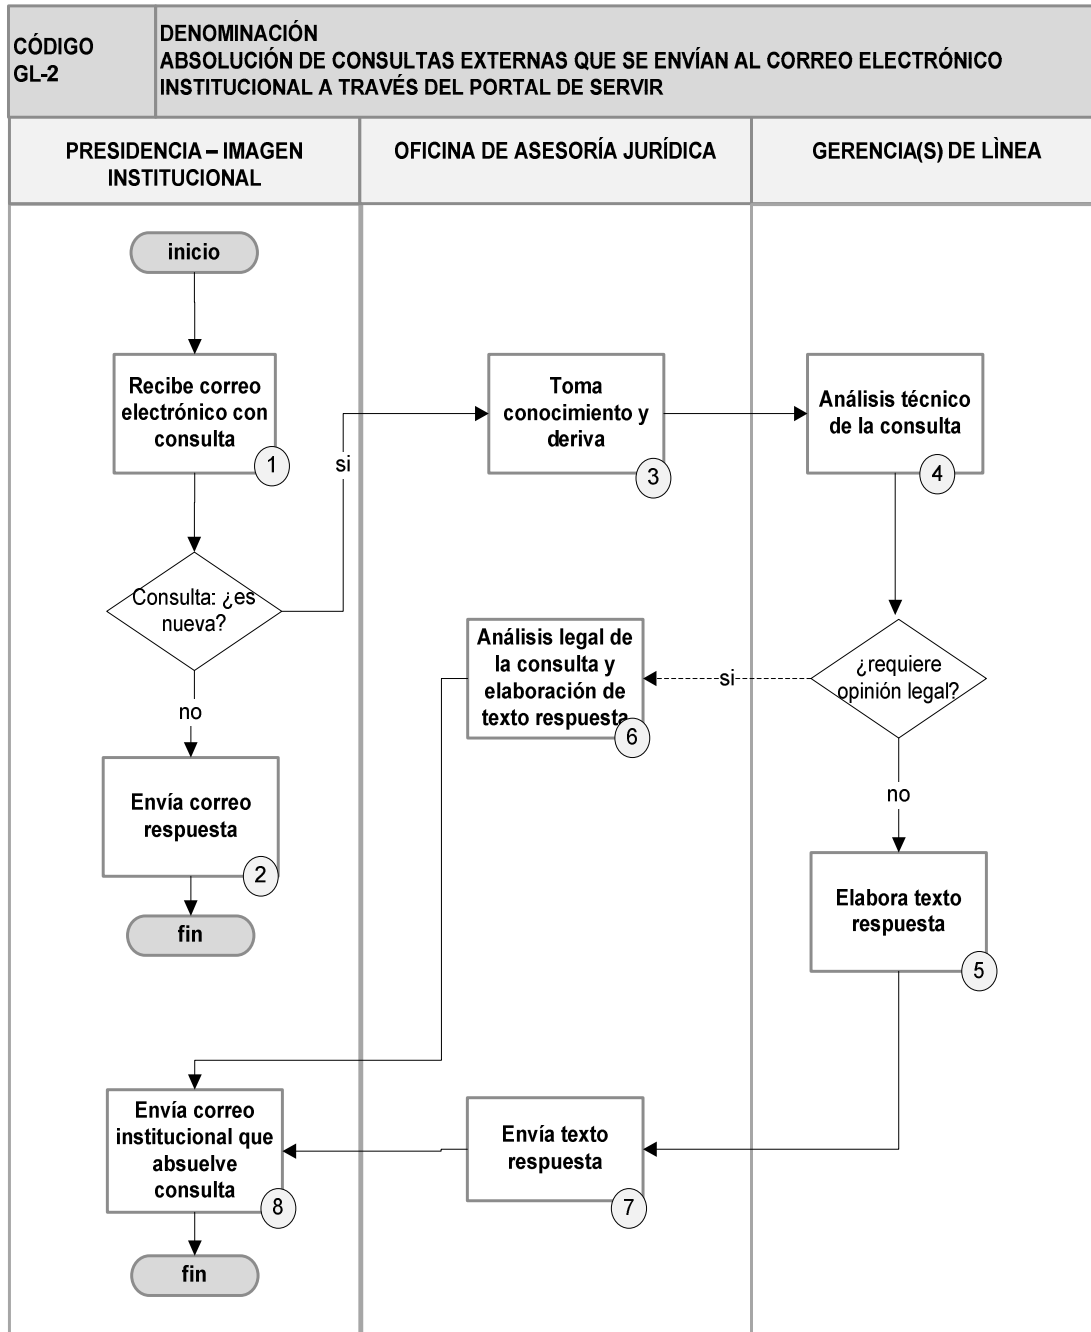 CÓDIGO
GL-2
DENOMINACIÓN
ABSOLUCIÓN DE CONSULTAS EXTERNAS QUE SE ENVÍAN AL CORREO ELECTRÓNICO
INSTITUCIONAL A TRAVÉS DEL PORTAL DE SERVIR
PRESIDENCIA – IMAGEN
INSTITUCIONAL
OFICINA DE ASESORÍA JURÍDICA
GERENCIA(S) DE LÌNEA
inicio
Recibe correo
electrónico con
consulta
1
si
Toma
conocimiento y
deriva
3
Análisis técnico
de la consulta
4
Consulta: ¿es
nueva?
no
Análisis legal de
la consulta y
elaboración de
texto respuesta
6
si
¿requiere
opinión legal?
no
Envía correo
respuesta
2
fin
Elabora texto
respuesta
5
Envía correo
institucional que
absuelve
consulta
8
Envía texto
respuesta
7
fin